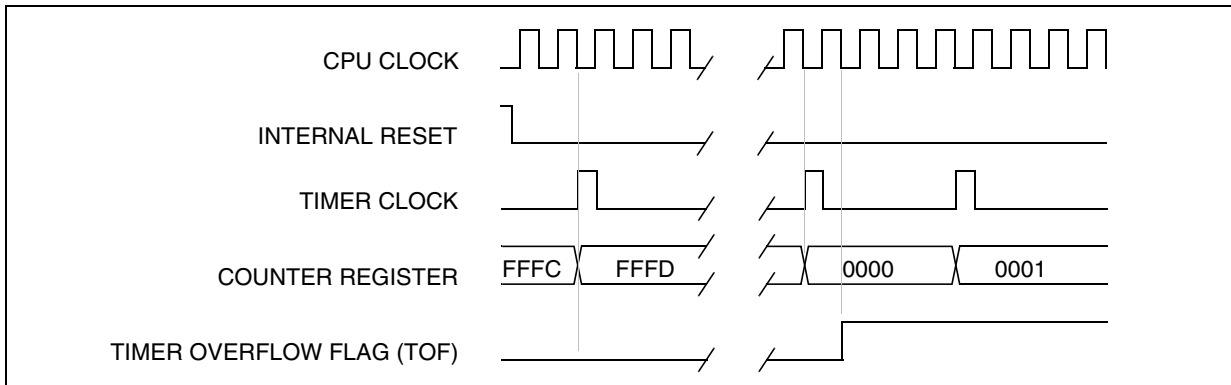 CPU CLOCK
INTERNAL RESET
TIMER CLOCK
COUNTER REGISTER
FFFC
FFFD
0000
0001
TIMER OVERFLOW FLAG (TOF)